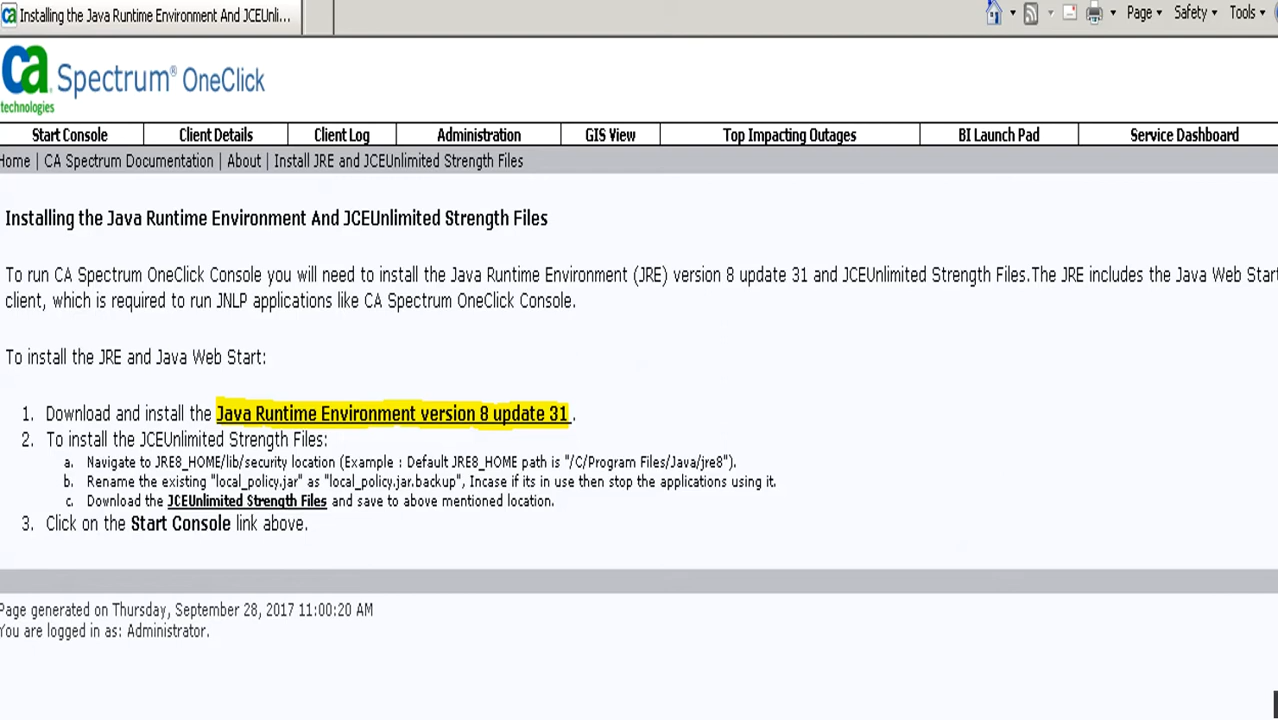 Installing the Java Runtime Environment And JCEUnli...
Page Safety Tools
ca Spectrum® OneClick
technologies
Start Console Client Details Client Log Administration GIS View Top Impacting Outages BI Launch Pad Service Dashboard
Home | CA Spectrum Documentation | About | Install JRE and JCEUnlimited Strength Files
Installing the Java Runtime Environment And JCEUnlimited Strength Files
To run CA Spectrum OneClick Console you will need to install the Java Runtime Environment (JRE) version 8 update 31 and JCEUnlimited Strength Files.The JRE includes the Java Web Start
client, which is required to run JNLP applications like CA Spectrum OneClick Console.
To install the JRE and Java Web Start:
1. Download and install the Java Runtime Environment version 8 update 31 .
2. To install the JCEUnlimited Strength Files:
a. Navigate to JRE8_HOME/lib/security location (Example : Default JRE8_HOME path is "/C/Program Files/Java/jre8").
b. Rename the existing "local_policy.jar" as "local_policy.jar.backup", Incase if its in use then stop the applications using it.
c. Download the JCEUnlimited Strength Files and save to above mentioned location.
3. Click on the Start Console link above.
Page generated on Thursday, September 28, 2017 11:00:20 AM
You are logged in as: Administrator.